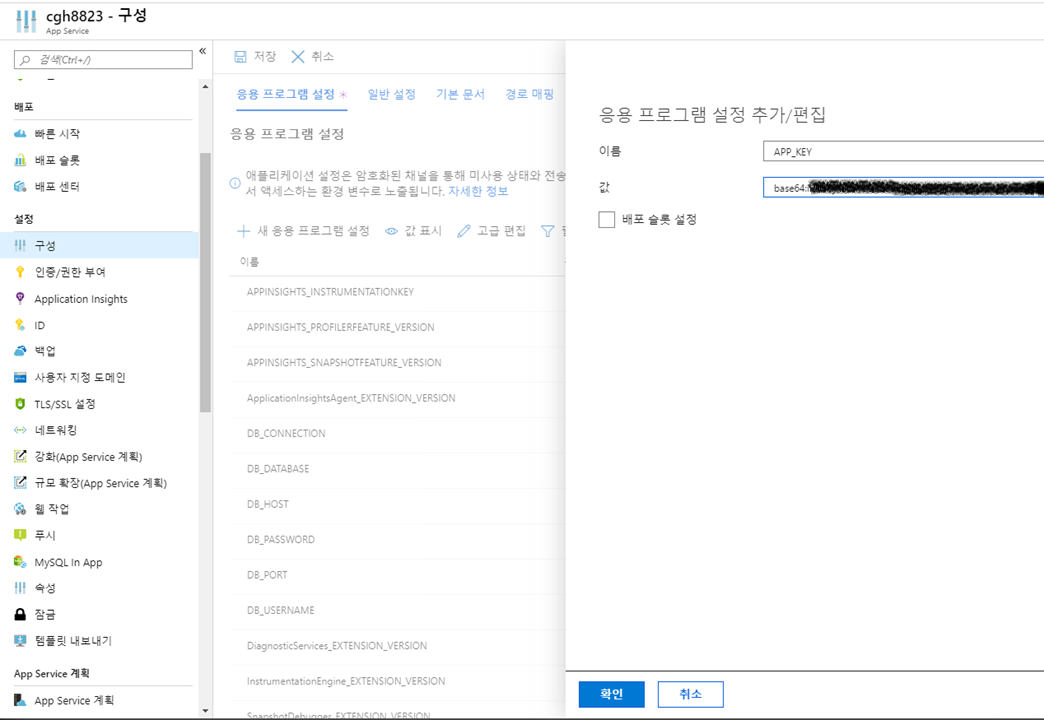 cgh8823 - 구성
App Service
검색(Ctrl+/)
«
배포
빠른 시작
배포 슬롯
배포 센터
설정
구성
인증/권한 부여
Application Insights
ID
백업
사용자 지정 도메인
TLS/SSL 설정
네트워킹
강화(App Service 계획)
규모 확장(App Service 계획)
웹 작업
푸시
MySQL In App
속성
잠금
템플릿 내보내기
App Service 계획
App Service 계획
저장 취소
응용 프로그램 설정 * 일반 설정 기본 문서 경로 매핑
응용 프로그램 설정
애플리케이션 설정은 암호화된 채널을 통해 미사용 상태와 전송
서 액세스하는 환경 변수로 노출됩니다. 자세한 정보
새 응용 프로그램 설정 값 표시 고급 편집
이름
APPINSIGHTS_INSTRUMENTATIONKEY
APPINSIGHTS_PROFILERFEATURE_VERSION
APPINSIGHTS_SNAPSHOTFEATURE_VERSION
ApplicationInsightsAgent_EXTENSION_VERSION
DB_CONNECTION
DB_DATABASE
DB_HOST
DB_PASSWORD
DB_PORT
DB_USERNAME
DiagnosticServices_EXTENSION_VERSION
InstrumentationEngine_EXTENSION_VERSION
SnapshotDebugger_EXTENSION_VERSION
응용 프로그램 설정 추가/편집
이름
APP_KEY
값
base64:
배포 슬롯 설정
확인 취소